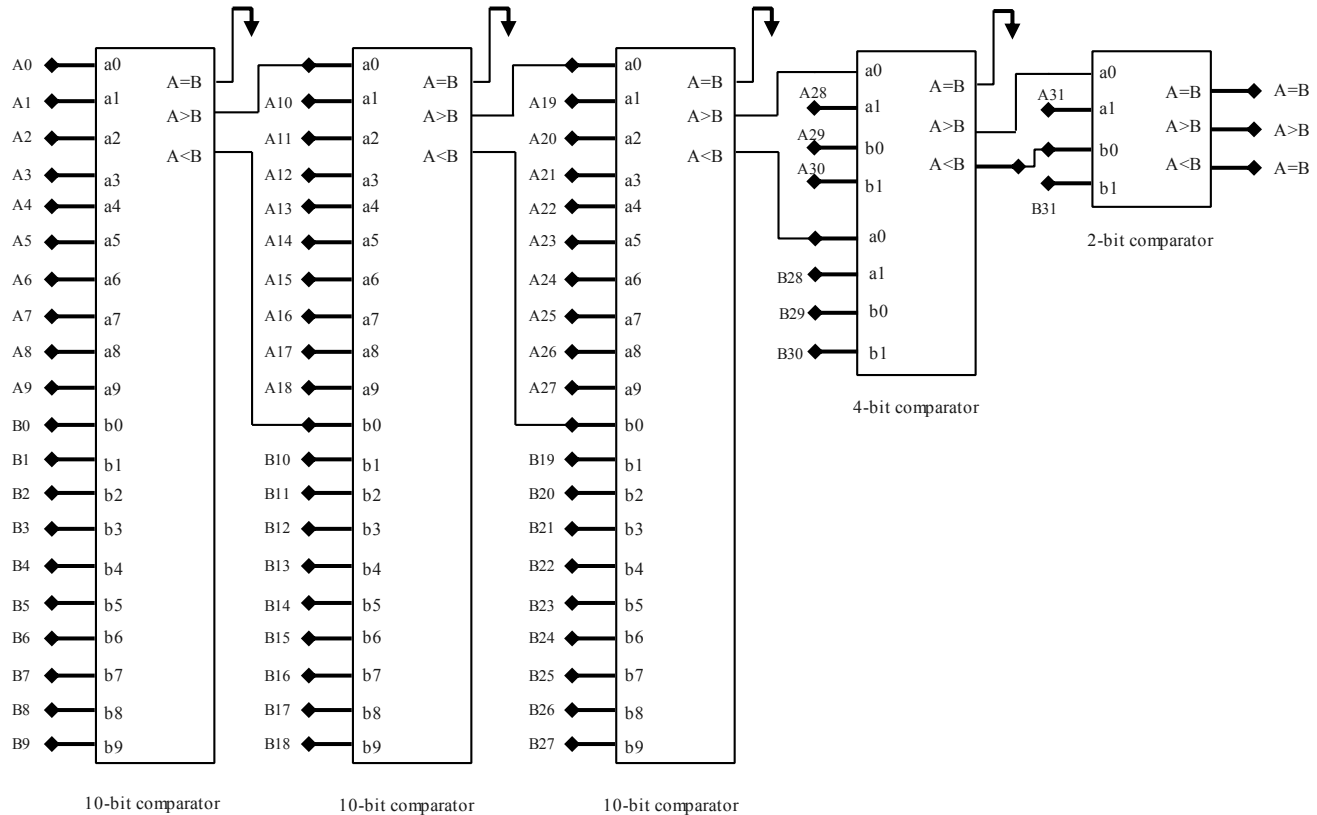 A0
A1
A2
A3
A4
A5
A6
A7
A8
A9
B0
B1
B2
B3
B4
B5
B6
B7
B8
B9
a0
a1
a2
a3
a4
a5
a6
a7
a8
a9
b0
b1
b2
b3
b4
b5
b6
b7
b8
b9
A=B
A>B
A<B
10-bit comparator
A10
A11
A12
A13
A14
A15
A16
A17
A18
B10
B11
B12
B13
B14
B15
B16
B17
B18
a0
a1
a2
a3
a4
a5
a6
a7
a8
a9
b0
b1
b2
b3
b4
b5
b6
b7
b8
b9
A=B
A>B
A<B
10-bit comparator
A19
A20
A21
A22
A23
A24
A25
A26
A27
B19
B20
B21
B22
B23
B24
B25
B26
B27
a0
a1
a2
a3
a4
a5
a6
a7
a8
a9
b0
b1
b2
b3
b4
b5
b6
b7
b8
b9
A=B
A>B
A<B
10-bit comparator
A28
A29
A30
B28
B29
B30
a0
a1
b0
b1
a0
a1
b0
b1
A=B
A>B
A<B
4-bit comparator
A31
B31
a0
a1
b0
b1
A=B
A>B
A<B
2-bit comparator
A=B
A>B
A=B